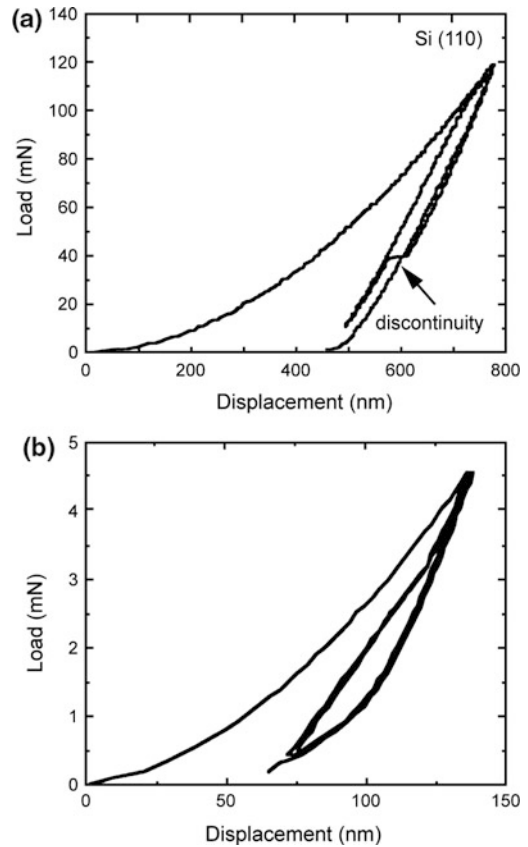 (a)
Si (110)
140
120
100
80
60
40
20
0
Load (mN)
discontinuity
0 200 400 600 800
Displacement (nm)
(b)
5
4
3
2
1
0
Load (mN)
0 50 100 150
Displacement (nm)